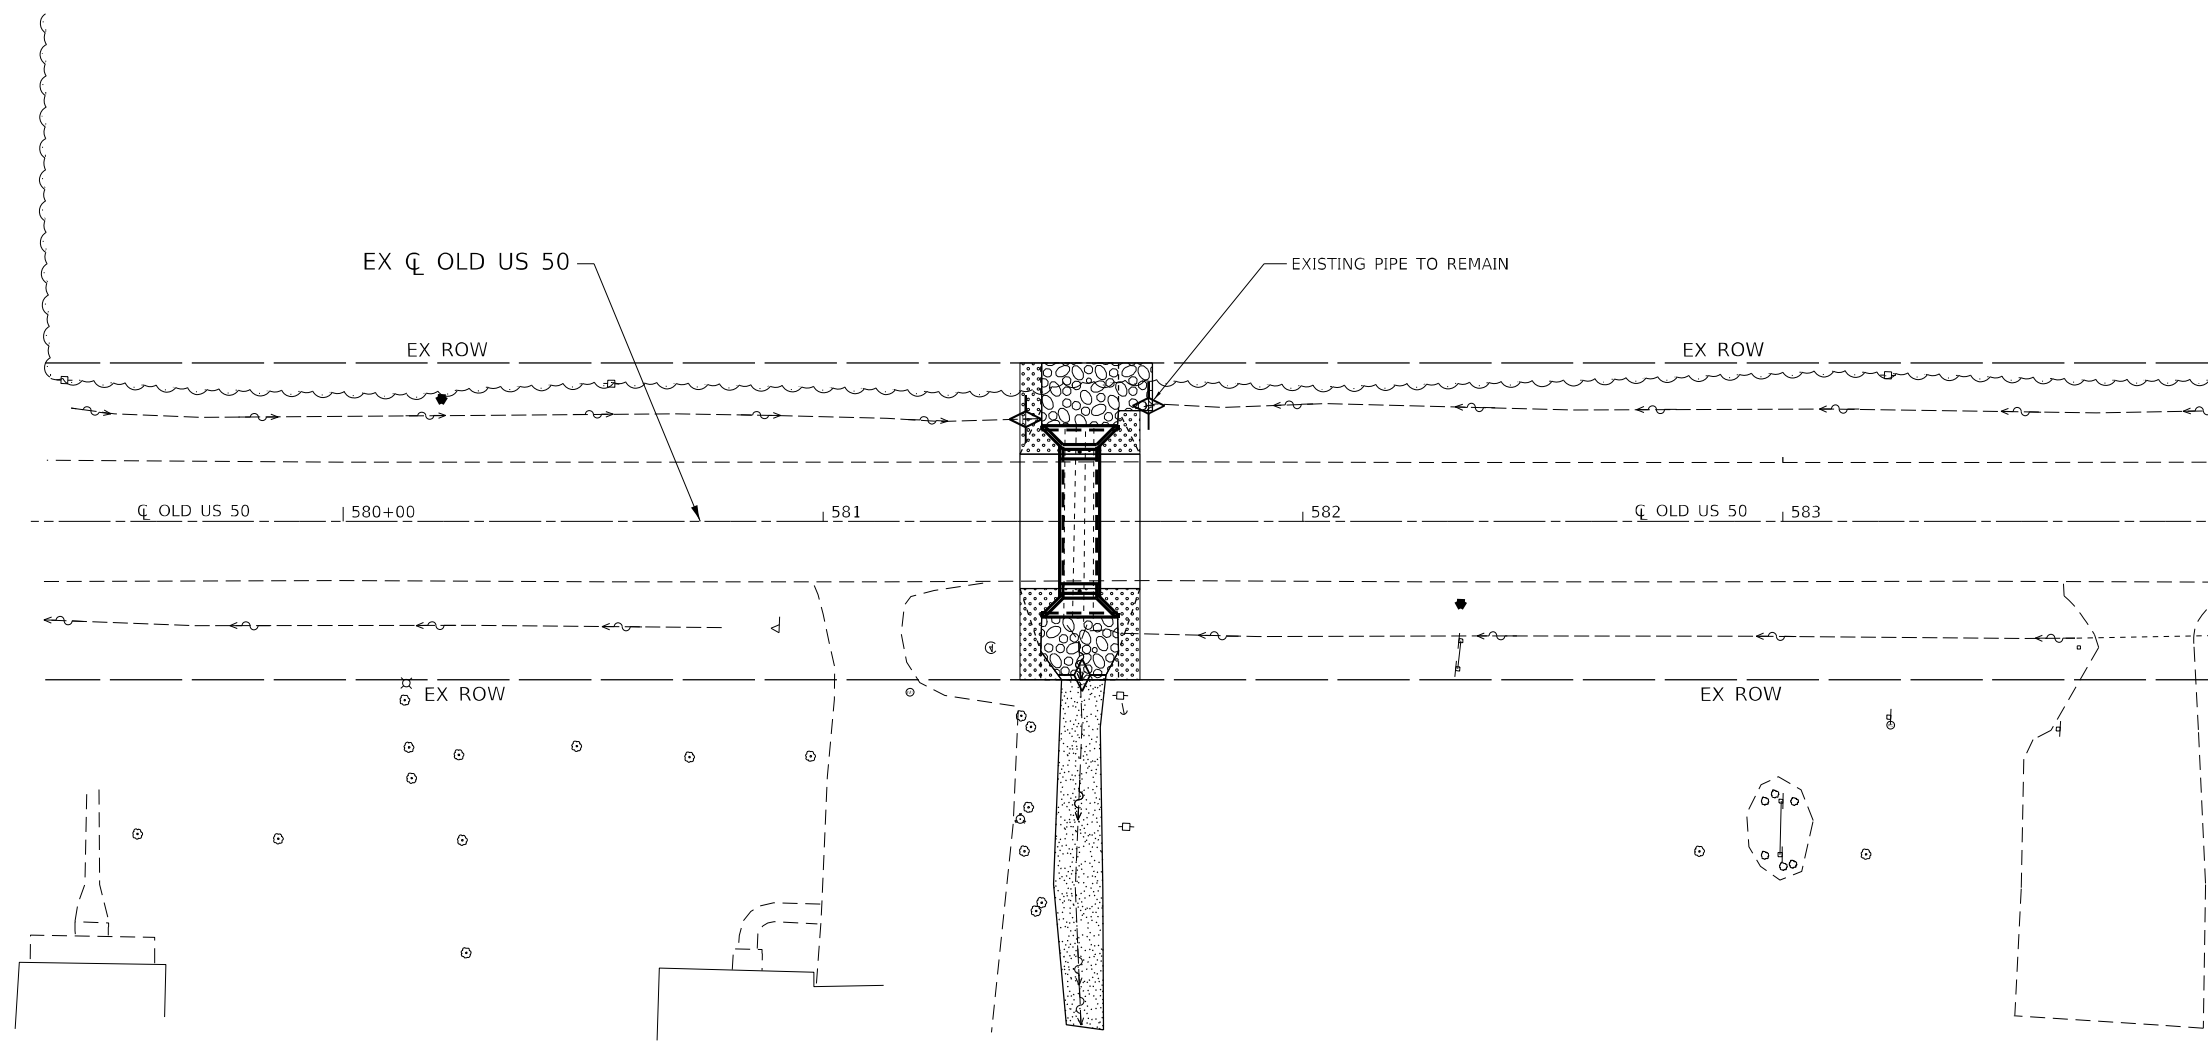 EX ℄ OLD US 50
EXISTING PIPE TO REMAIN
EX ROW
EX ROW
℄ OLD US 50
580+00
581
582
℄ OLD US 50
583
EX ROW
EX ROW